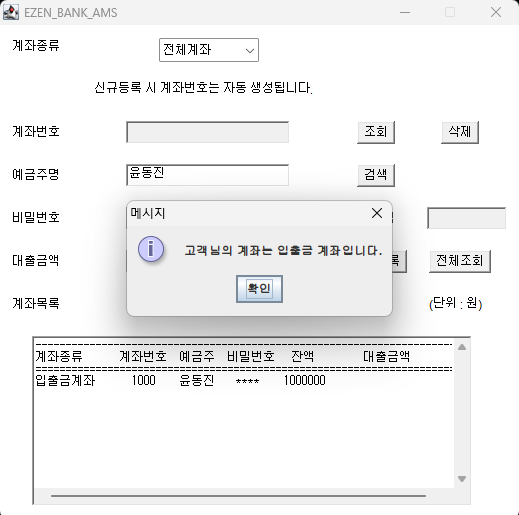 EZEN_BANK_AMS
계좌종류 전체계좌
신규등록 시 계좌번호는 자동 생성됩니다.
계좌번호 조회 삭제
예금주명 윤동진 검색
비밀번호
메시지
고객님의 계좌는 입출금 계좌입니다.
확인
대출금액 록 전체조회
계좌목록 (단위 : 원)
계좌종류 계좌번호 예금주 비밀번호 잔액 대출금액
입출금계좌 1000 윤동진 **** 1000000